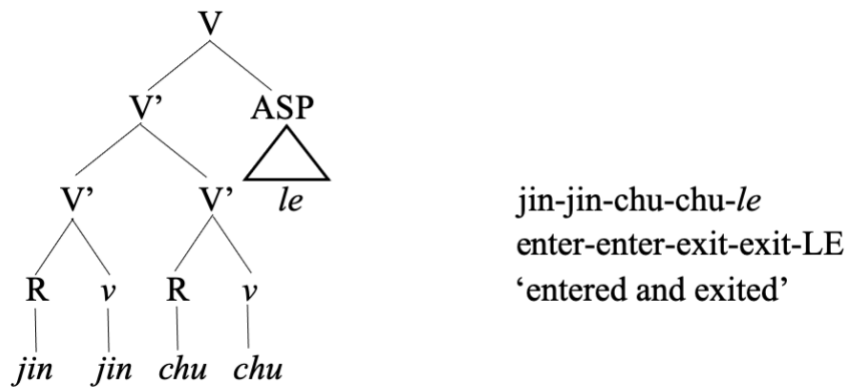 V
V’ ASP
V’ V’ le
R v R v
jin jin chu chu
jin-jin-chu-chu-le
enter-enter-exit-exit-LE
‘entered and exited’